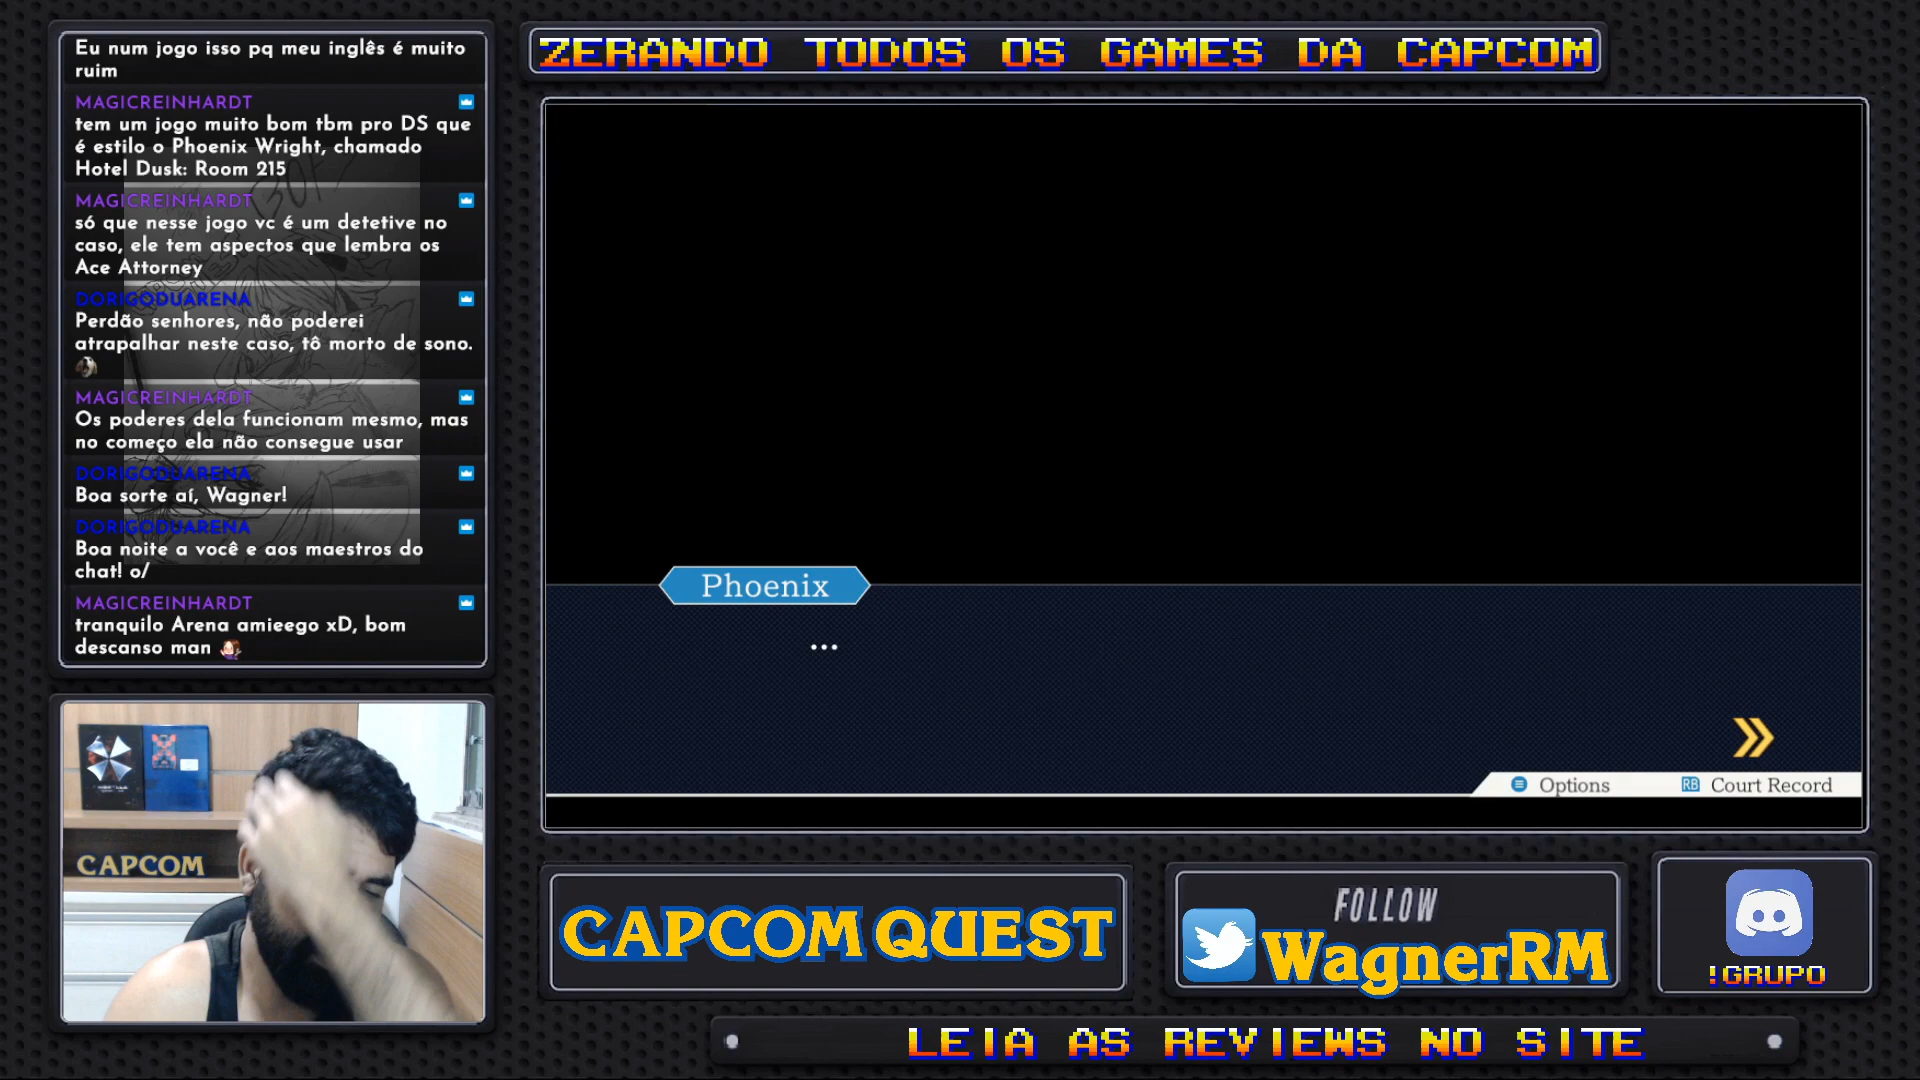 Eu num jogo isso pq meu inglês é muito
ruim
MAGICREINHARDT
tem um jogo muito bom tbm pro DS que
é estilo o Phoenix Wright, chamado
Hotel Dusk: Room 215
MAGICREINHARDT
só que nesse jogo vc é um detetive no
caso, ele tem aspectos que lembra os
Ace Attorney
DORIGODUARENA
Perdão senhores, não poderei
atrapalhar neste caso, tô morto de sono.
MAGICREINHARDT
Os poderes dela funcionam mesmo, mas
no começo ela não consegue usar
DORIGODUARENA
Boa sorte aí, Wagner!
DORIGODUARENA
Boa noite a você e aos maestros do
chat! o/
MAGICREINHARDT
tranquilo Arena amieego xD, bom
descanso man
CAPCOM
ZERANDO TODOS OS GAMES DA CAPCOM
Phoenix
...
Options
RB Court Record
CAPCOM QUEST
FOLLOW
WagnerRM
!GRUPO
LEIA AS REVIEWS NO SITE